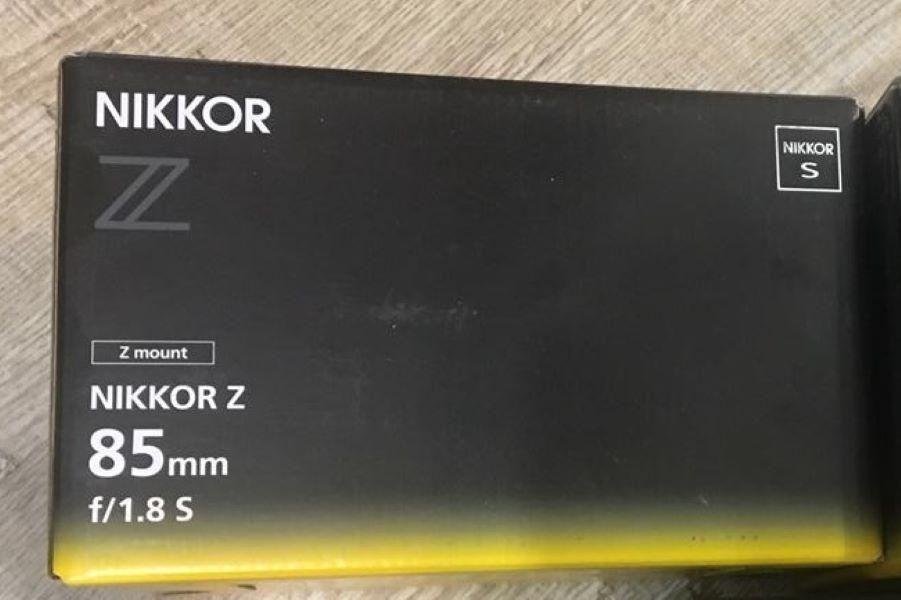 NIKKOR
Z
NIKKOR
S
Z mount
NIKKOR Z
85mm
f/1.8 S